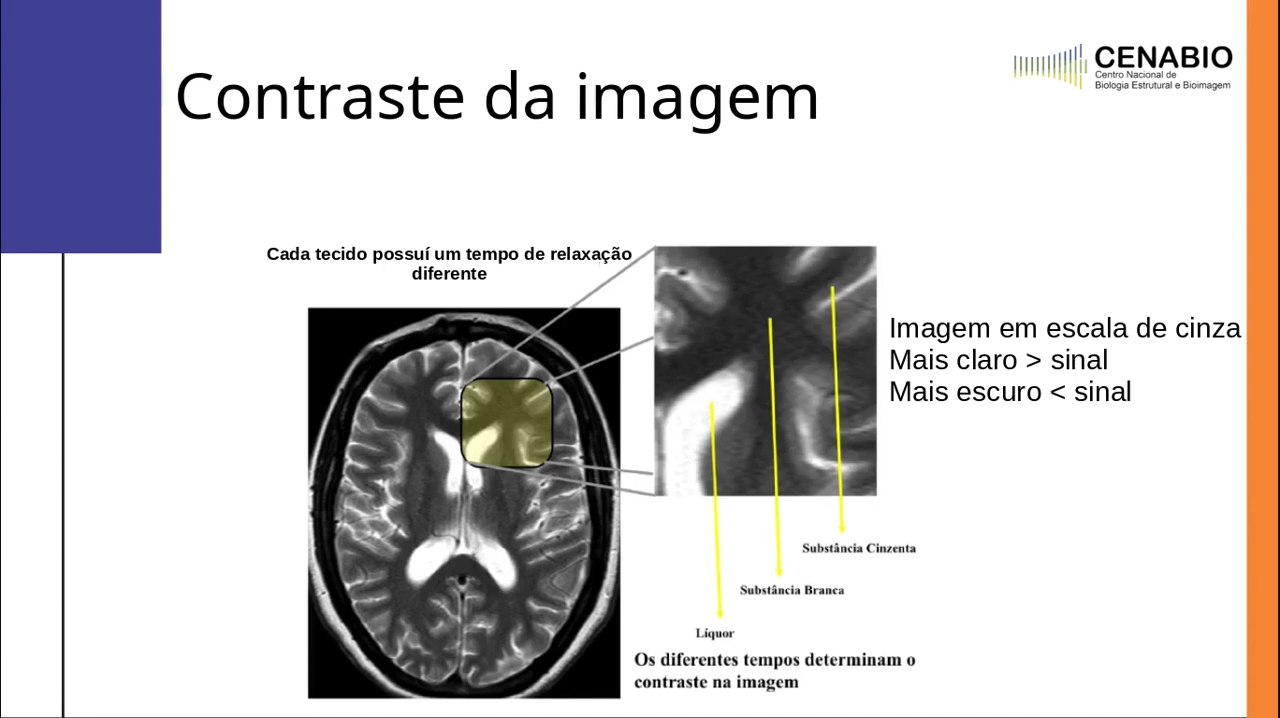 Contraste da imagem
CENABIO
Centro Nacional de
Biologia Estrutural e Bioimagem
Cada tecido possuí um tempo de relaxação
diferente
Imagem em escala de cinza
Mais claro > sinal
Mais escuro < sinal
Substância Cinzenta
Substância Branca
Líquor
Os diferentes tempos determinam o
contraste na imagem